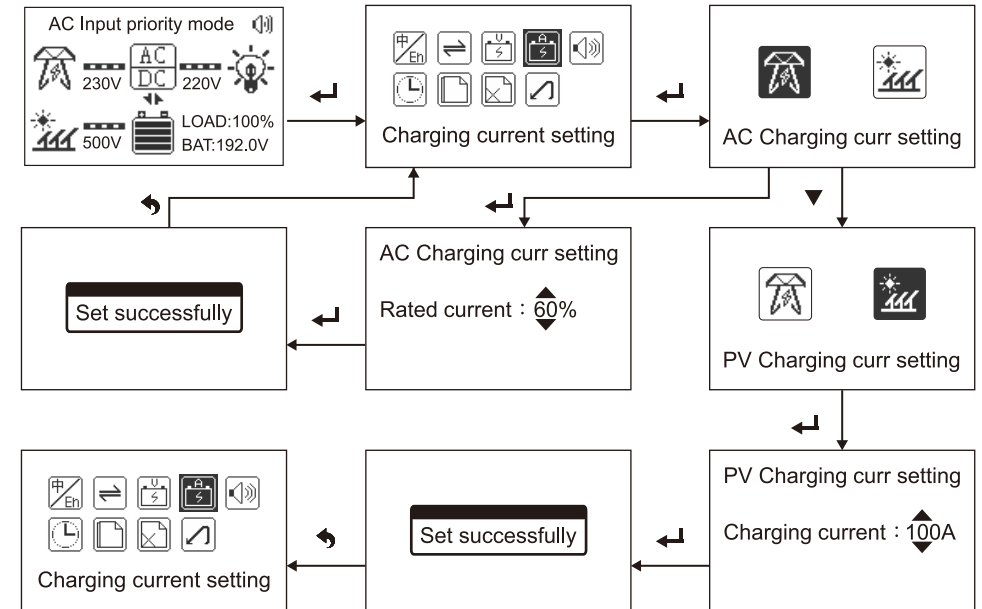 AC Input priority mode
AC
DC
230V
220V
500V
LOAD:100%
BAT:192.0V
中/En
V
A
Charging current setting
AC Charging curr setting
Set successfully
AC Charging curr setting
Rated current：60%
PV Charging curr setting
中/En
V
A
Charging current setting
Set successfully
PV Charging curr setting
Charging current：100A